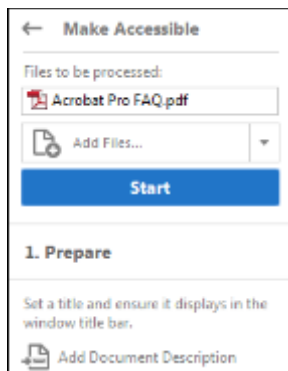 Make Accessible
Files to be processed:
Acrobat Pro FAQ.pdf
Add Files...
Start
1. Prepare
Set a title and ensure it displays in the
window title bar.
Add Document Description